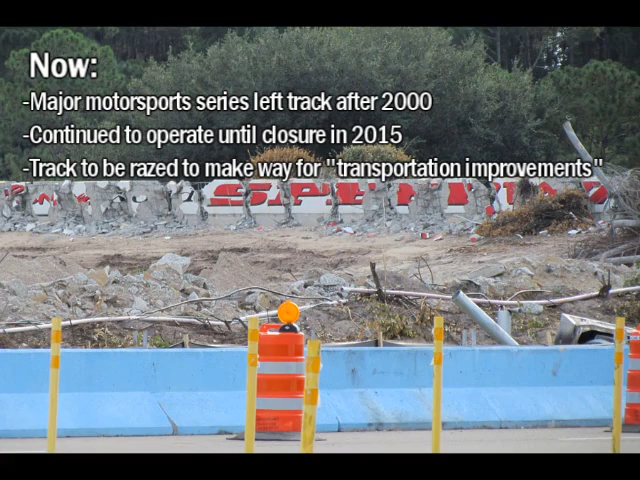 Now:
-Major motorsports series left track after 2000
-Continued to operate until closure in 2015
-Track to be razed to make way for "transportation improvements"